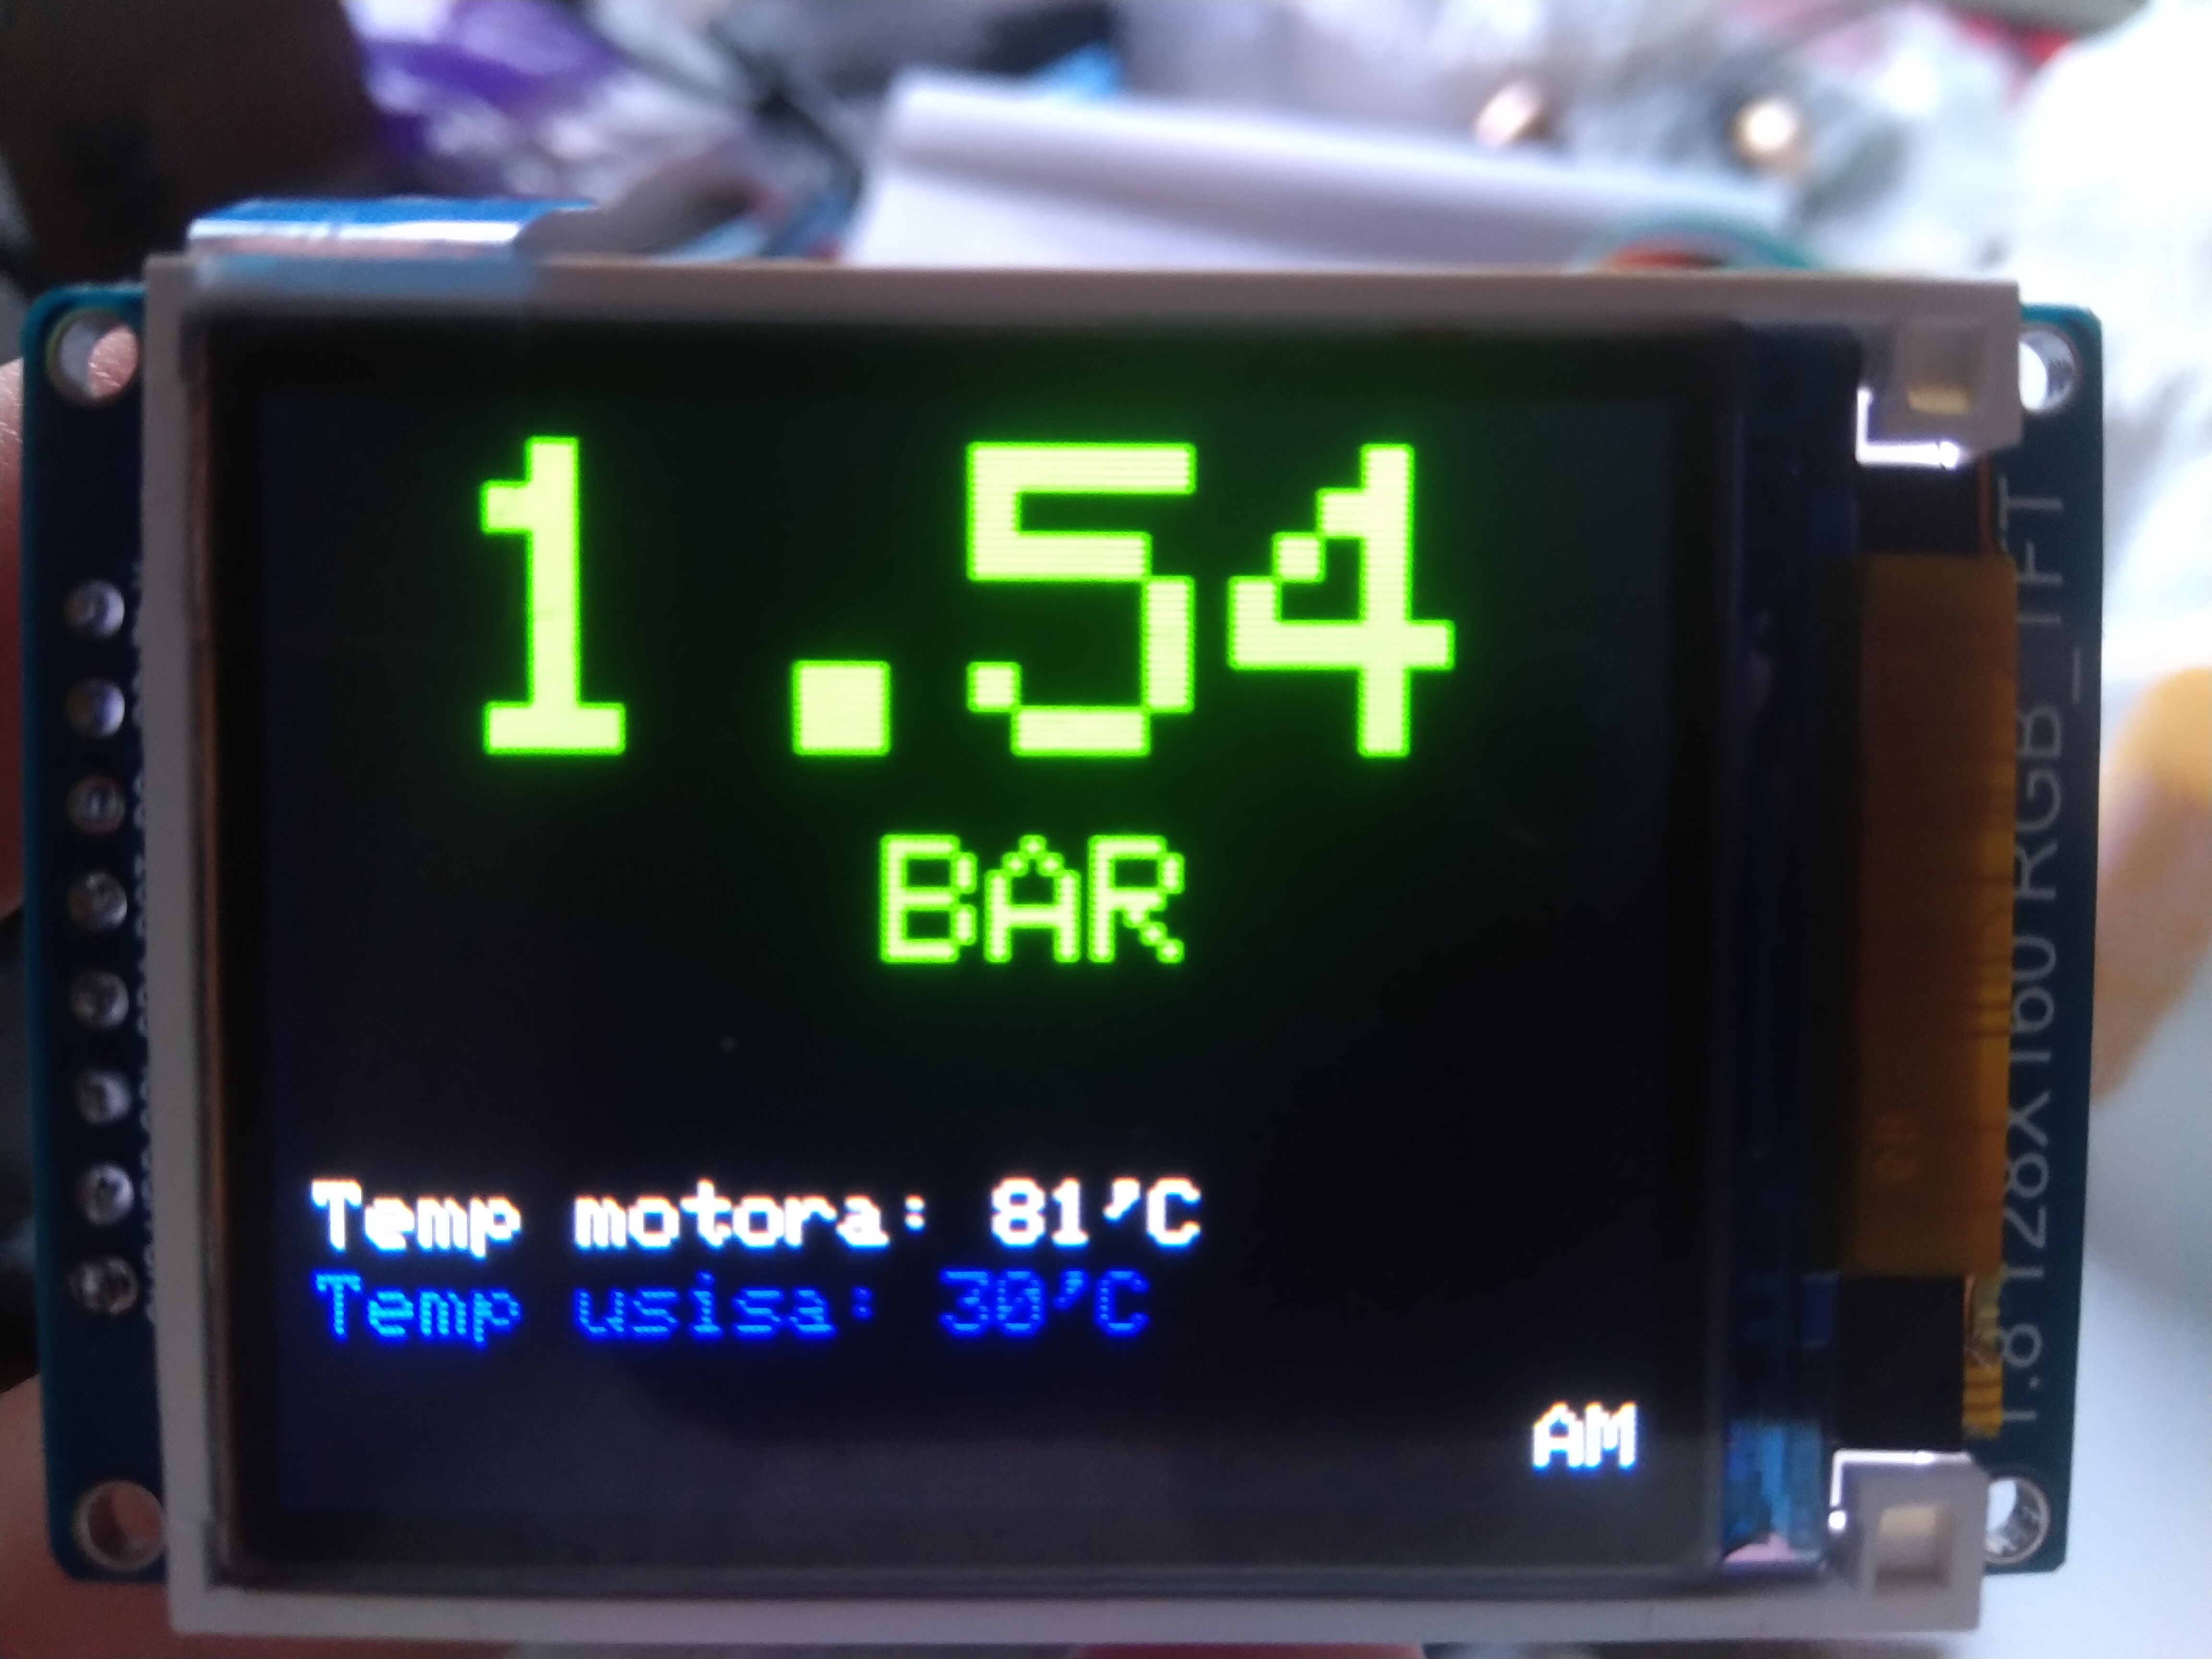 1.54
BAR
Temp motora: 81'C
Temp usisa: 30'C
AM
1.8 128X160 RGB_TFT